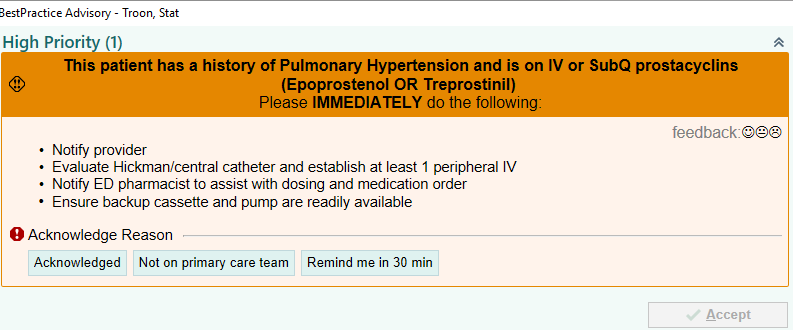 BestPractice Advisory - Troon, Stat
High Priority (1)
This patient has a history of Pulmonary Hypertension and is on IV or SubQ prostacyclins
(Epoprostenol OR Treprostinil)
Please IMMEDIATELY do the following:
feedback:
• Notify provider
• Evaluate Hickman/central catheter and establish at least 1 peripheral IV
• Notify ED pharmacist to assist with dosing and medication order
• Ensure backup cassette and pump are readily available
Acknowledge Reason
Acknowledged Not on primary care team Remind me in 30 min
Accept